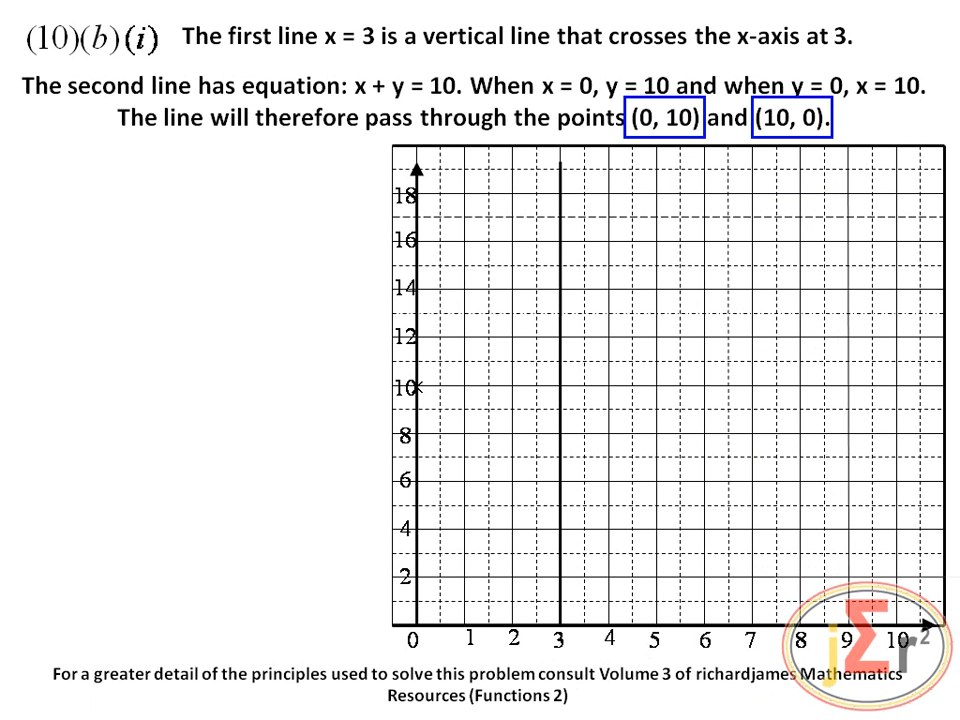 (10)(b)(i) The first line x = 3 is a vertical line that crosses the x-axis at 3.
The second line has equation: x + y = 10. When x = 0, y = 10 and when y = 0, x = 10.
The line will therefore pass through the points (0, 10) and (10, 0).
18
16
14
12
10
8
6
4
2
0 1 2 3 4 5 6 7 8 9 10
jΣr²
For a greater detail of the principles used to solve this problem consult Volume 3 of richardjames Mathematics
Resources (Functions 2)